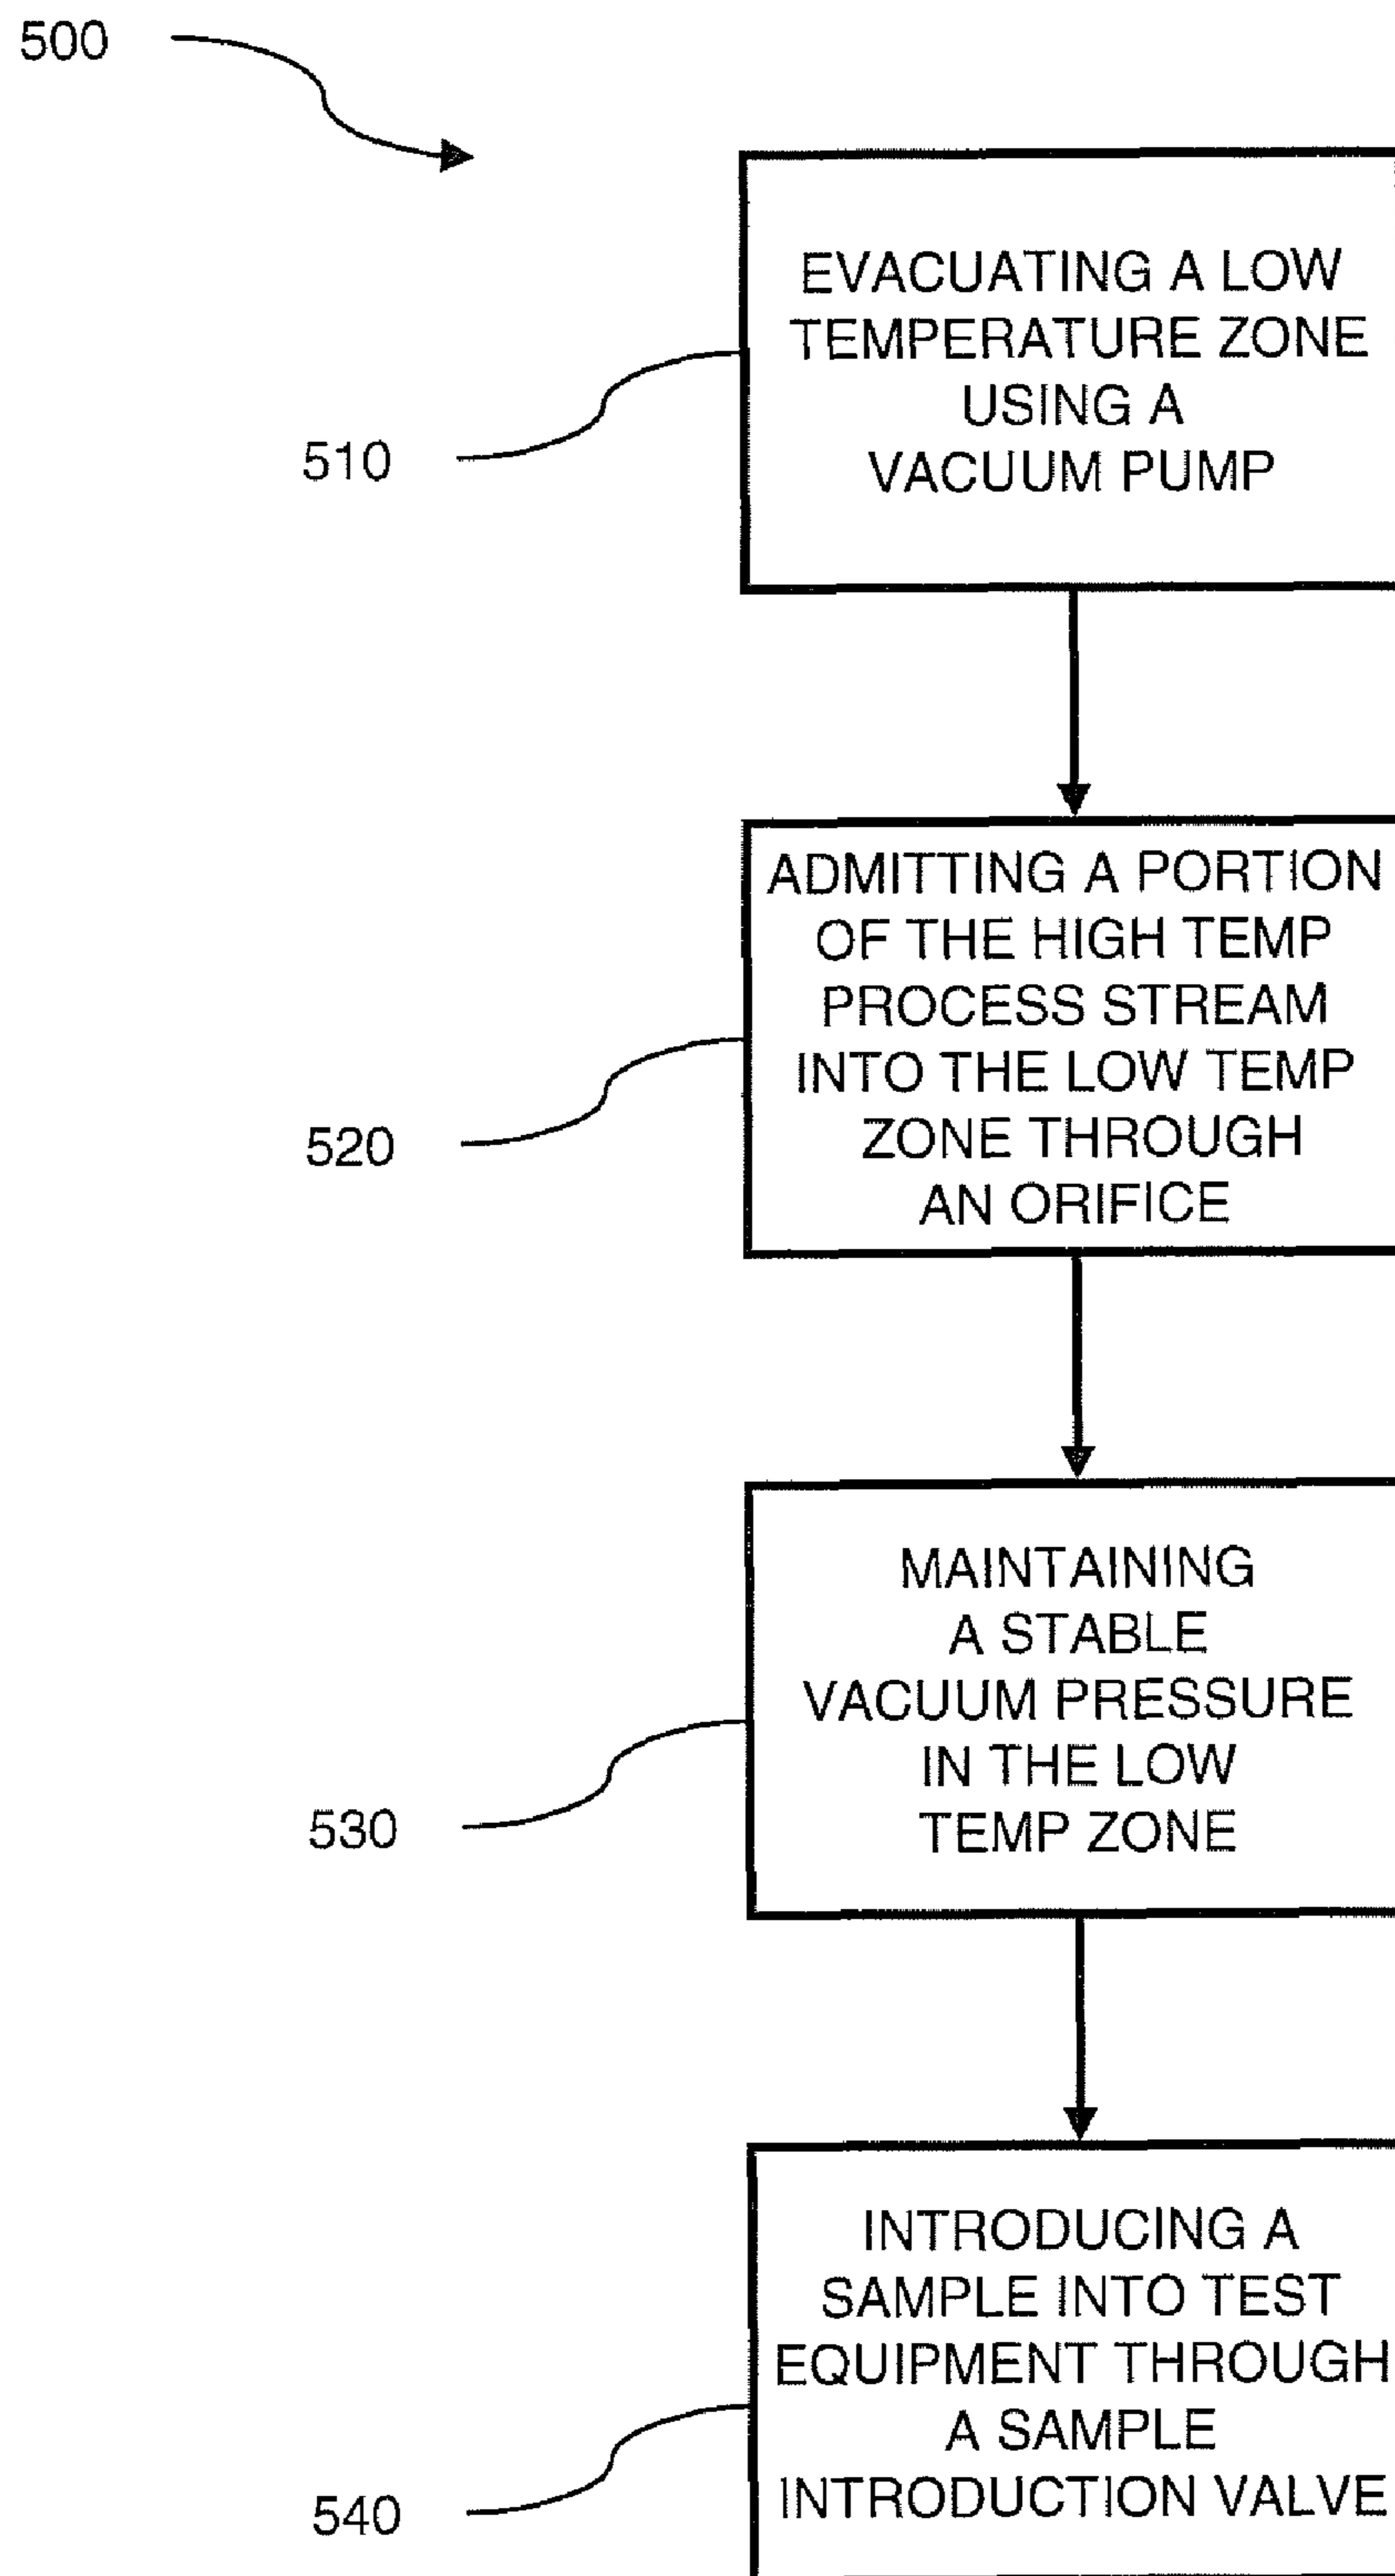 500
EVACUATING A LOW
TEMPERATURE ZONE
USING A
VACUUM PUMP
510
ADMITTING A PORTION
OF THE HIGH TEMP
PROCESS STREAM
INTO THE LOW TEMP
ZONE THROUGH
AN ORIFICE
520
MAINTAINING
A STABLE
VACUUM PRESSURE
IN THE LOW
TEMP ZONE
530
INTRODUCING A
SAMPLE INTO TEST
EQUIPMENT THROUGH
A SAMPLE
INTRODUCTION VALVE
540